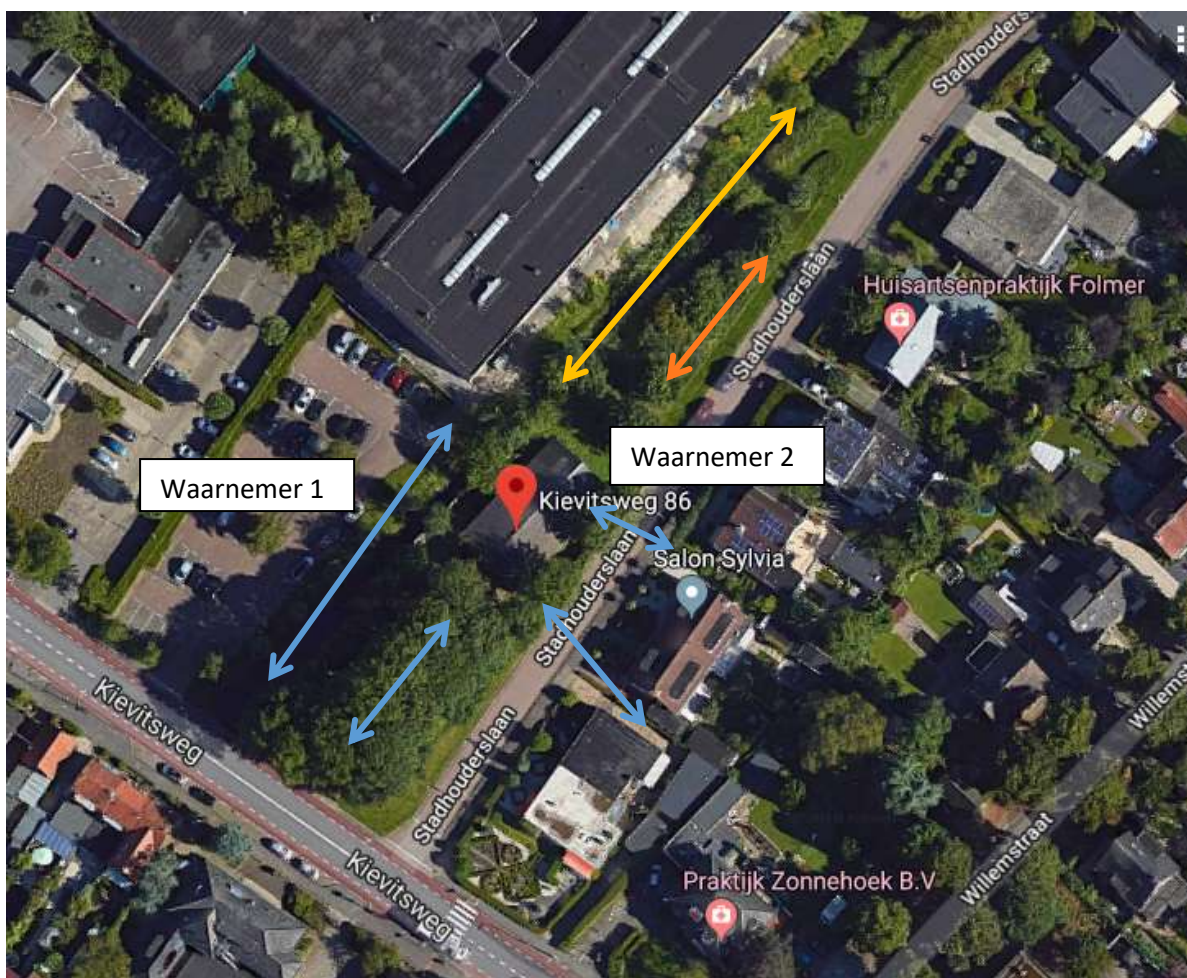 Stadhouderslaan
Huisartsenpraktijk Folmer
Stadhouderslaan
Waarnemer 1
Waarnemer 2
Kievitsweg 86
Salon Sylvia
Stadhouderslaan
Kievitsweg
Stadhouderslaan
Willemst
Willemstraat
Praktijk Zonnehoek B.V
Kievitsweg